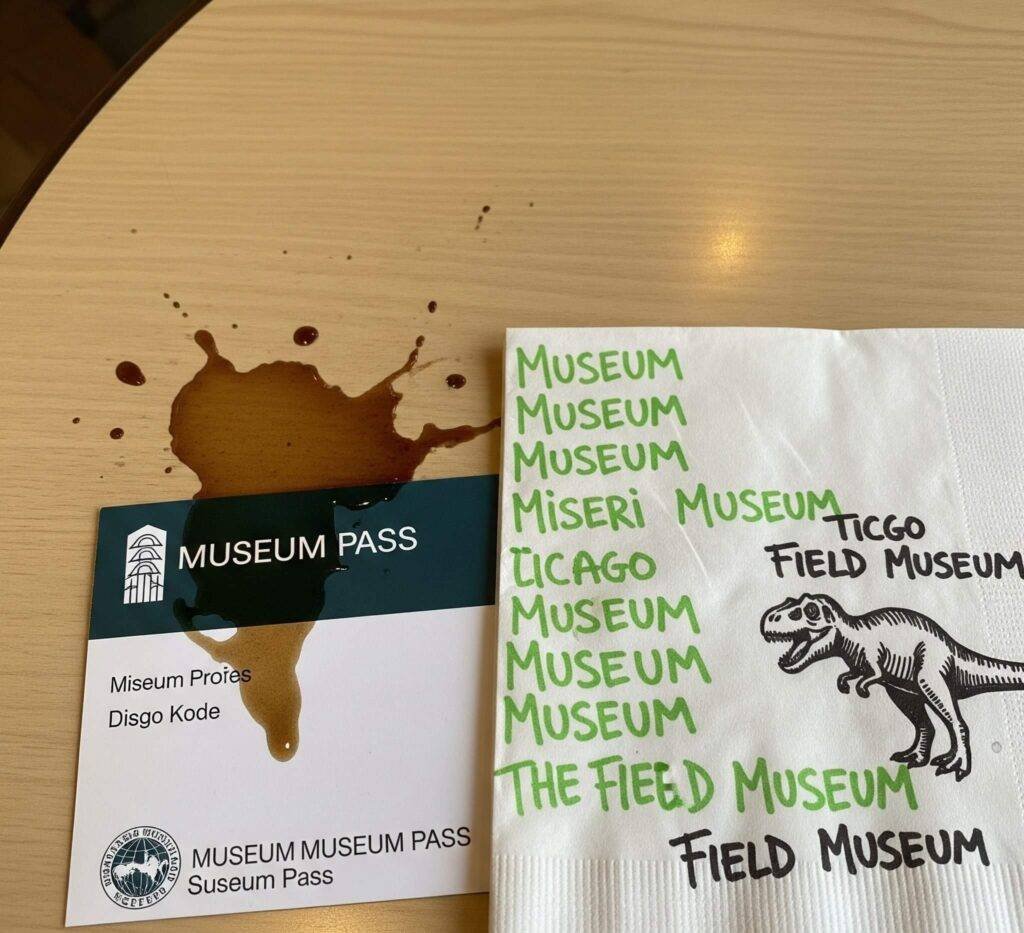 MUSEUM PASS
Miseum Profes
Disgo Kode
MUSEUM MUSEUM PASS
Suseum Pass
MUSEUM
MUSEUM
MUSEUM
MiSERi MUSEUM
TICGO
FIELD MUSEUM
MUSEUM
MUSEUM
MUSEUM
THE FIEED MUSEUM
FIELD MUSEUM